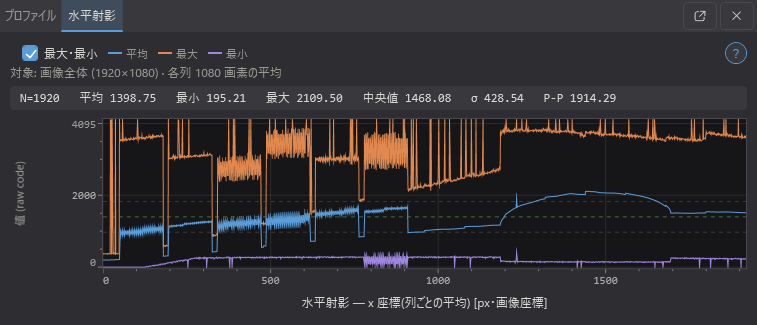 プロファイル 水平射影
最大・最小 平均 最大 最小 ?
対象: 画像全体 (1920×1080) · 各列 1080 画素の平均
N=1920 平均 1398.75 最小 195.21 最大 2109.50 中央値 1468.08 σ 428.54 P-P 1914.29
4095
2000
0
値 (raw code)
0 500 1000 1500
水平射影 — x 座標(列ごとの平均) [px・画像座標]